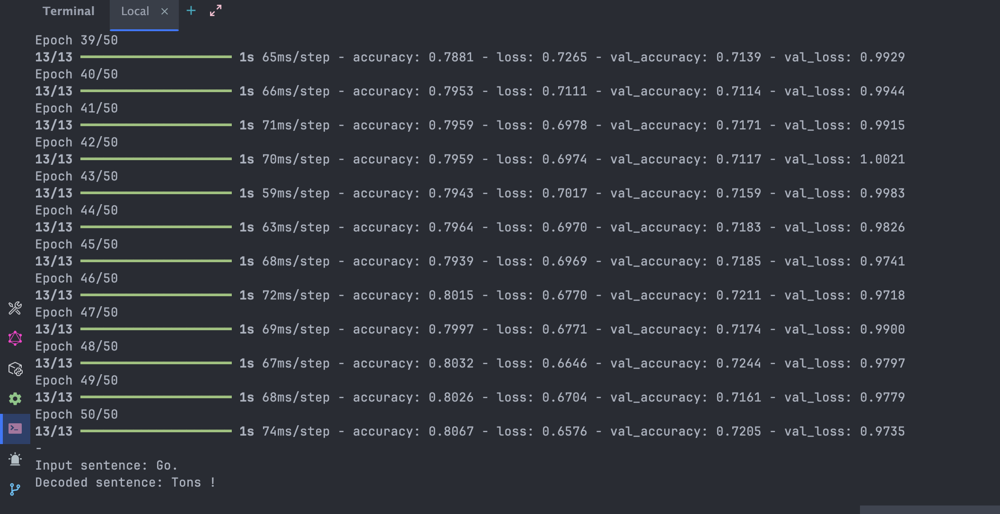 Terminal Local × +
Epoch 39/50
13/13 1s 65ms/step - accuracy: 0.7881 - loss: 0.7265 - val_accuracy: 0.7139 - val_loss: 0.9929
Epoch 40/50
13/13 1s 66ms/step - accuracy: 0.7953 - loss: 0.7111 - val_accuracy: 0.7114 - val_loss: 0.9944
Epoch 41/50
13/13 1s 71ms/step - accuracy: 0.7959 - loss: 0.6978 - val_accuracy: 0.7171 - val_loss: 0.9915
Epoch 42/50
13/13 1s 70ms/step - accuracy: 0.7959 - loss: 0.6974 - val_accuracy: 0.7117 - val_loss: 1.0021
Epoch 43/50
13/13 1s 59ms/step - accuracy: 0.7943 - loss: 0.7017 - val_accuracy: 0.7159 - val_loss: 0.9983
Epoch 44/50
13/13 1s 63ms/step - accuracy: 0.7964 - loss: 0.6970 - val_accuracy: 0.7183 - val_loss: 0.9826
Epoch 45/50
13/13 1s 68ms/step - accuracy: 0.7939 - loss: 0.6969 - val_accuracy: 0.7185 - val_loss: 0.9741
Epoch 46/50
13/13 1s 72ms/step - accuracy: 0.8015 - loss: 0.6770 - val_accuracy: 0.7211 - val_loss: 0.9718
Epoch 47/50
13/13 1s 69ms/step - accuracy: 0.7997 - loss: 0.6771 - val_accuracy: 0.7174 - val_loss: 0.9900
Epoch 48/50
13/13 1s 67ms/step - accuracy: 0.8032 - loss: 0.6646 - val_accuracy: 0.7244 - val_loss: 0.9797
Epoch 49/50
13/13 1s 68ms/step - accuracy: 0.8026 - loss: 0.6704 - val_accuracy: 0.7161 - val_loss: 0.9779
Epoch 50/50
13/13 1s 74ms/step - accuracy: 0.8067 - loss: 0.6576 - val_accuracy: 0.7205 - val_loss: 0.9735
-
Input sentence: Go.
Decoded sentence: Tons !